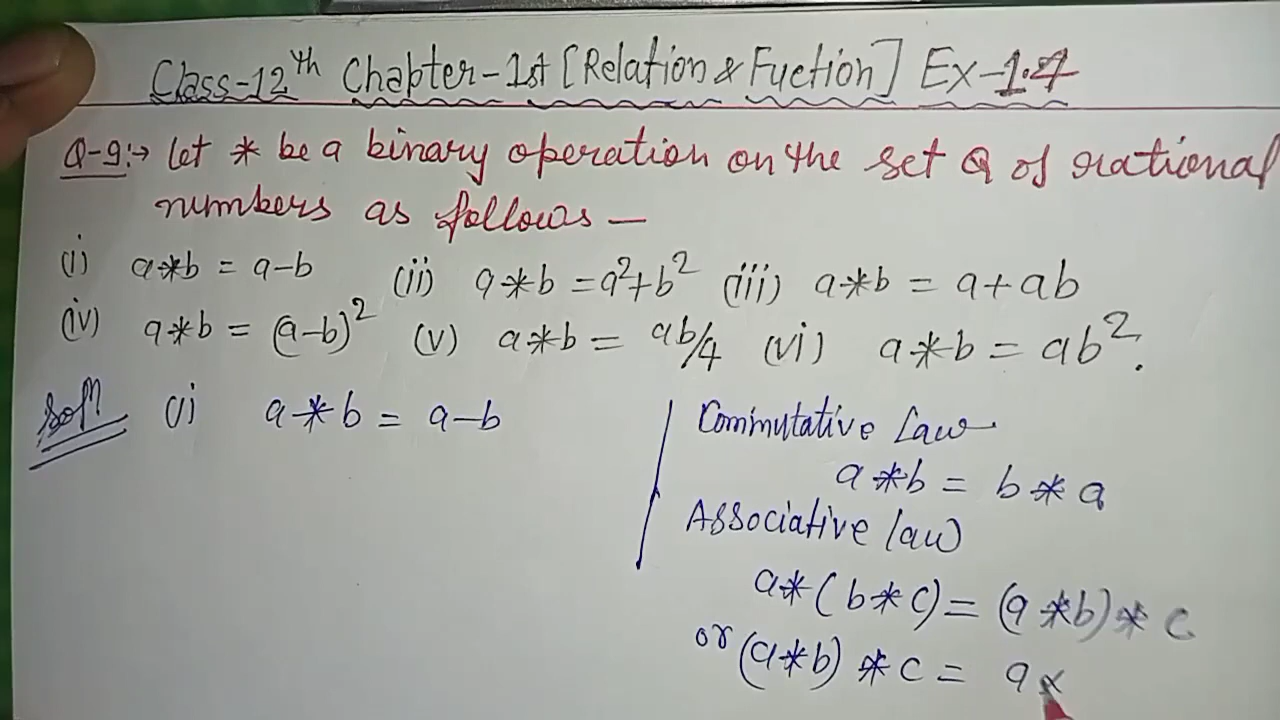 Class-12th Chapter-1st [Relation & Fuction] Ex-1.4
Q-9:→ Let * be a binary operation on the set Q of rational
numbers as follows —
(i) a*b = a-b (ii) a*b = a²+b² (iii) a*b = a+ab
(iv) a*b = (a-b)² (v) a*b = ab/4 (vi) a*b = ab².
Soln (i) a*b = a-b
Commutative Law
a*b = b*a
Associative law
a*(b*c) = (a*b)*c
or (a*b)*c = a